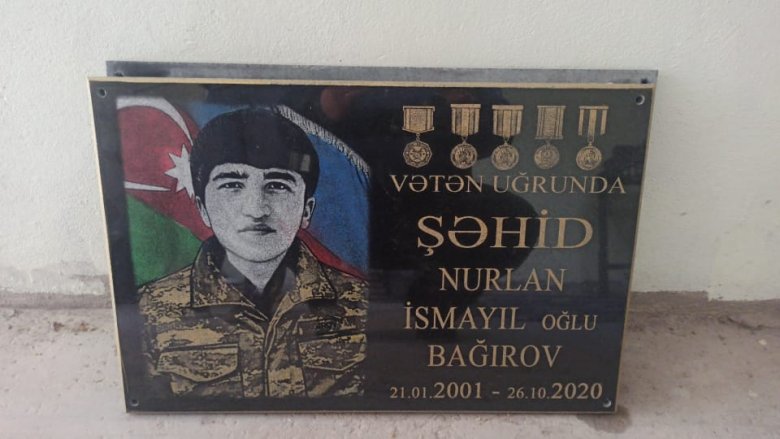 VƏTƏN UĞRUNDA
ŞƏHİD
NURLAN
İSMAYIL OĞLU
BAĞIROV
21.01.2001 - 26.10.2020